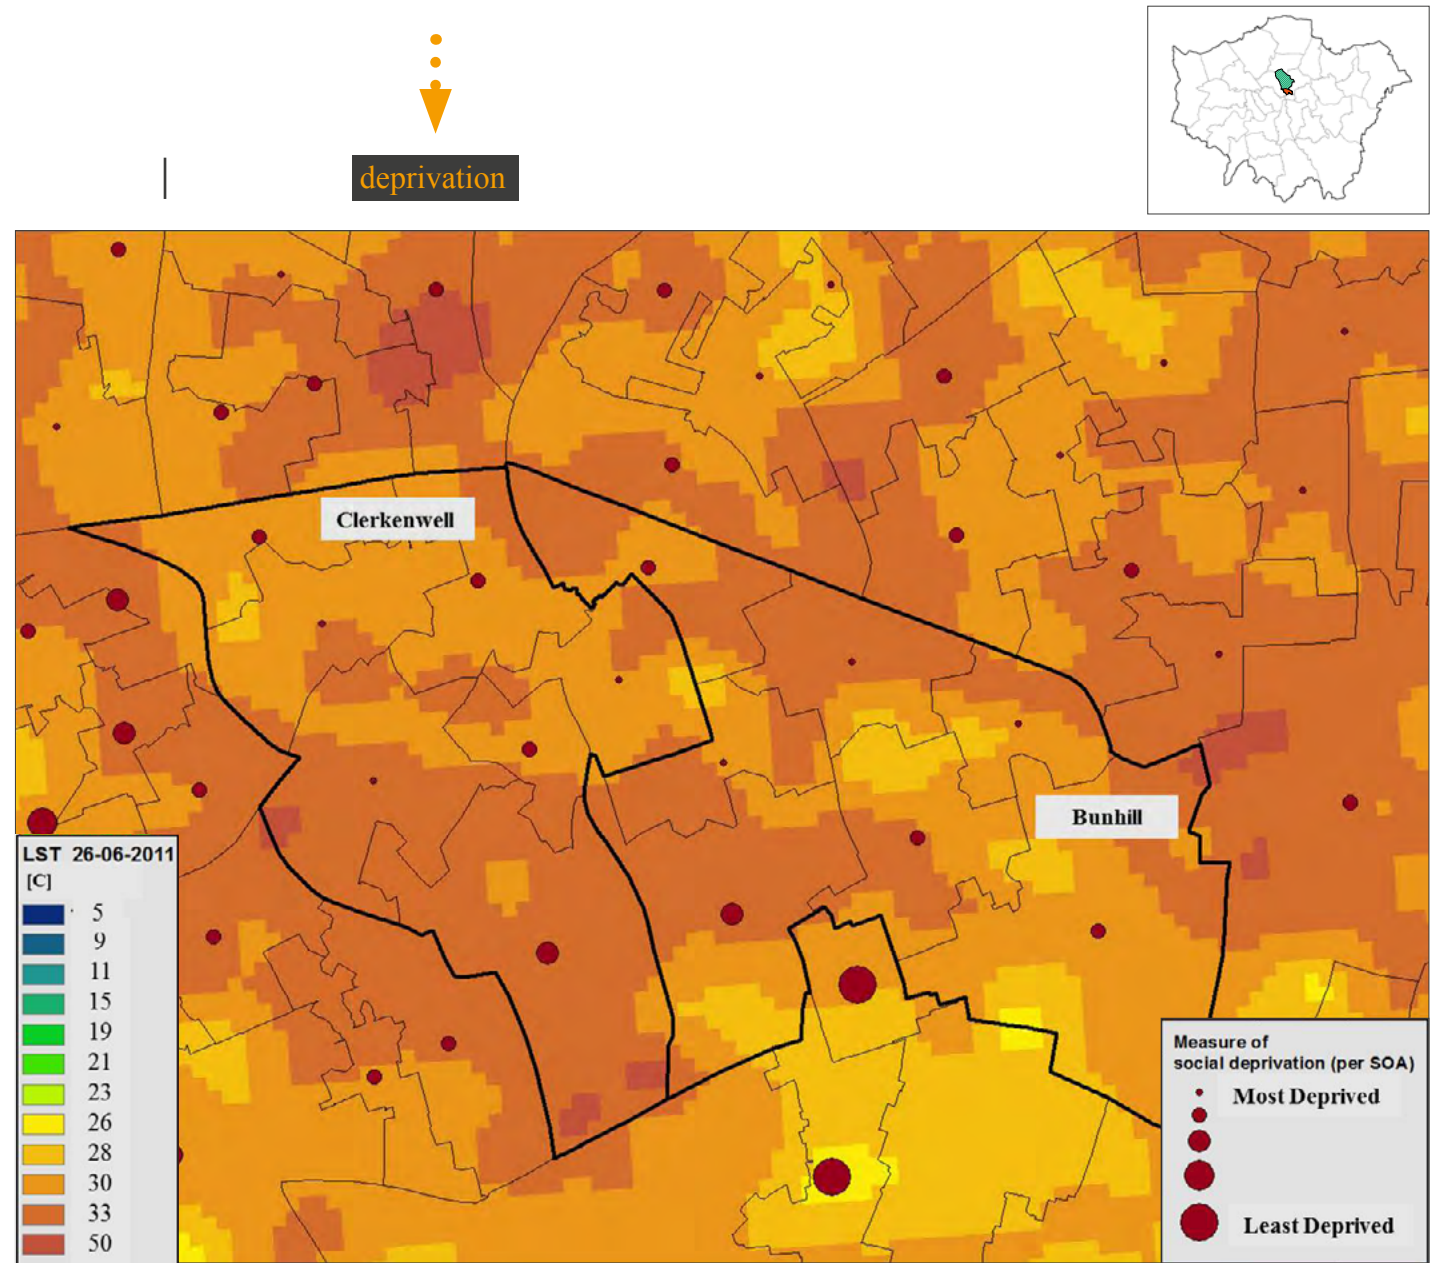 deprivation
Clerkenwell
Bunhill
LST 26-06-2011
[C]
5
9
11
15
19
21
23
26
28
30
33
50
Measure of
social deprivation (per SOA)
Most Deprived
Least Deprived